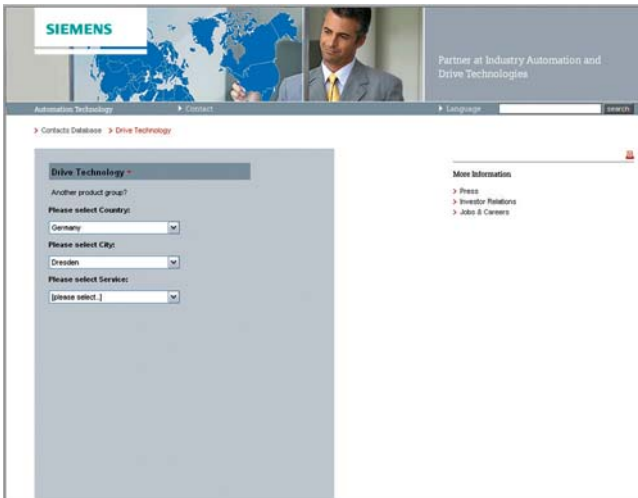 SIEMENS
Partner at Industry Automation and
Drive Technologies
Automation Technology
Contact
Language
search
Contacts Database
Drive Technology
Drive Technology
Another product group?
Please select Country:
Germany
Please select City:
Dresden
Please select Service:
[please select..]
More Information
Press
Investor Relations
Jobs & Careers